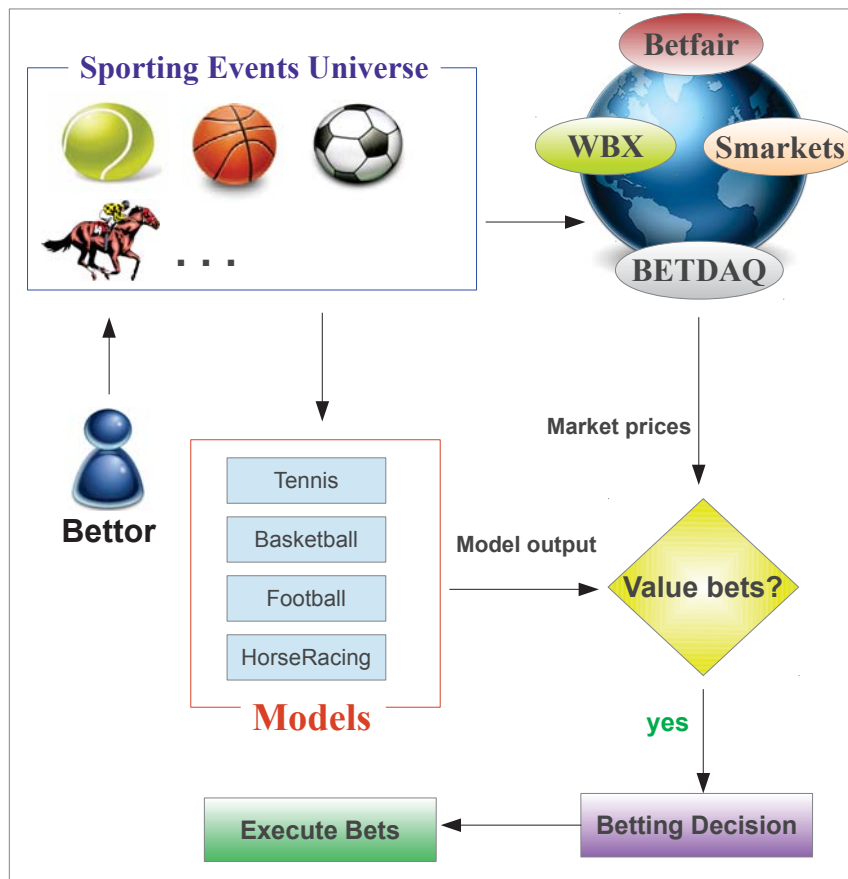 Sporting Events Universe
Betfair
WBX
Smarkets
BETDAQ
. . .
Bettor
Market prices
Tennis
Basketball
Football
HorseRacing
Models
Model output
Value bets?
yes
Betting Decision
Execute Bets